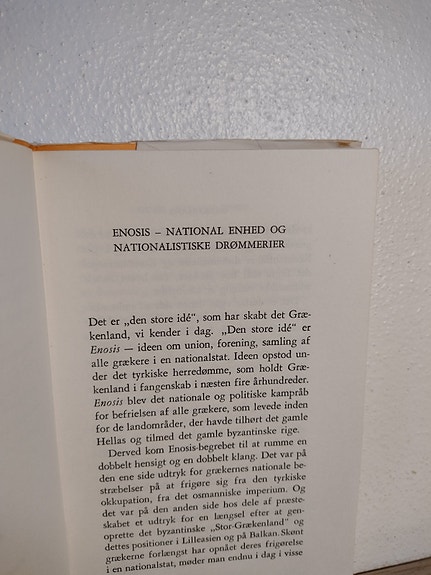 ENOSIS – NATIONAL ENHED OG
NATIONALISTISKE DRØMMERIER
Det er „den store idé", som har skabt det Græ-
kenland, vi kender i dag. „Den store idé" er
Enosis — ideen om union, forening, samling af
alle grækere i en nationalstat. Ideen opstod un-
der det tyrkiske herredømme, som holdt Græ-
kenland i fangenskab i næsten fire århundreder.
Enosis blev det nationale og politiske kampråb
for befrielsen af alle grækere, som levede inden
for de landområder, der havde tilhørt det gamle
Hellas og tilmed det gamle byzantinske rige.
Derved kom Enosis-begrebet til at rumme en
dobbelt hensigt og en dobbelt klang. Det var på
den ene side udtryk for grækernes nationale be-
stræbelser på at frigøre sig fra den tyrkiske
okkupation, fra det osmanniske imperium. Og
det var på den anden side hos dele af præste-
skabet et udtryk for en længsel efter at gen-
oprette det byzantinske „Stor-Grækenland" og
dettes positioner i Lilleasien og på Balkan. Skønt
grækerne forlængst har opnået deres frigørelse
i en nationalstat, møder man endnu i dag i visse